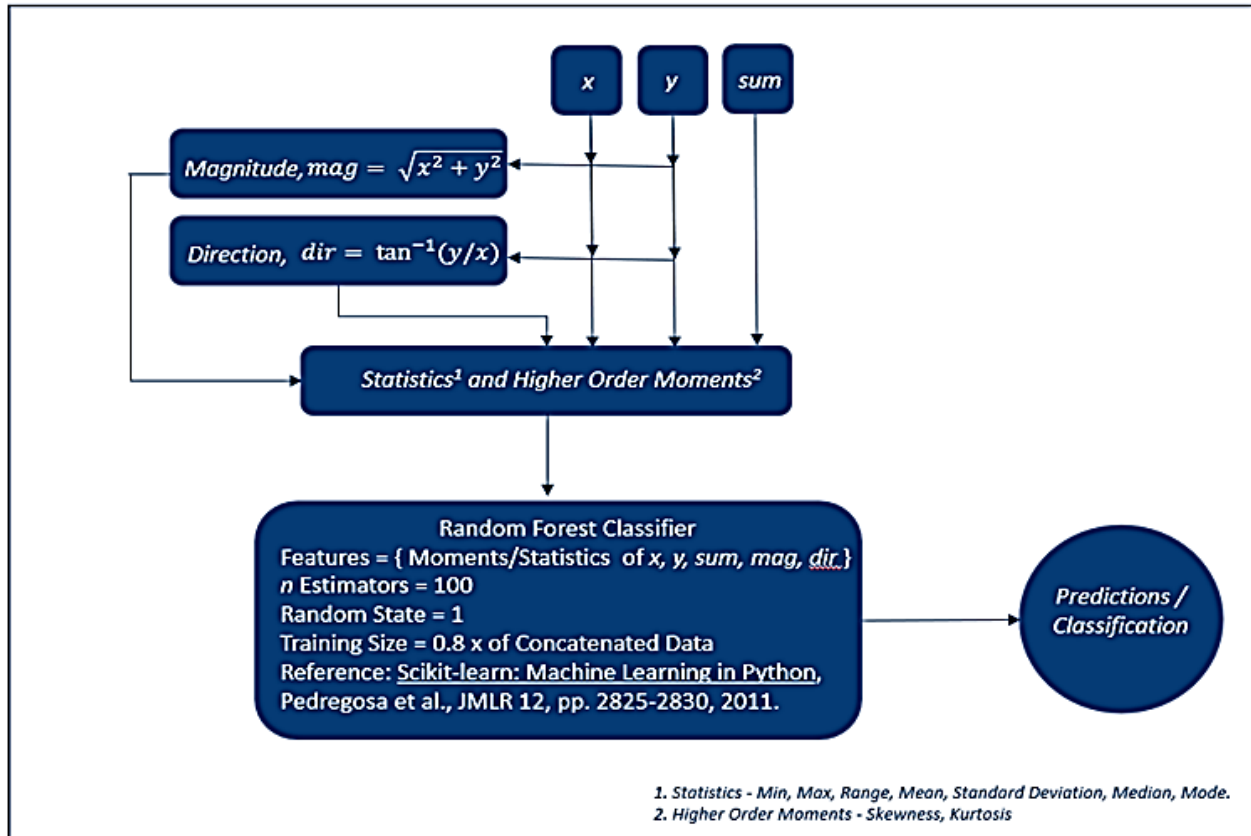 x
y
sum
Magnitude, mag = √x² + y²
Direction, dir = tan⁻¹(y/x)
Statistics¹ and Higher Order Moments²
Random Forest Classifier
Features = { Moments/Statistics of x, y, sum, mag, dir }
n Estimators = 100
Random State = 1
Training Size = 0.8 x of Concatenated Data
Reference: Scikit-learn: Machine Learning in Python,
Pedregosa et al., JMLR 12, pp. 2825-2830, 2011.
Predictions /
Classification
1. Statistics - Min, Max, Range, Mean, Standard Deviation, Median, Mode.
2. Higher Order Moments - Skewness, Kurtosis